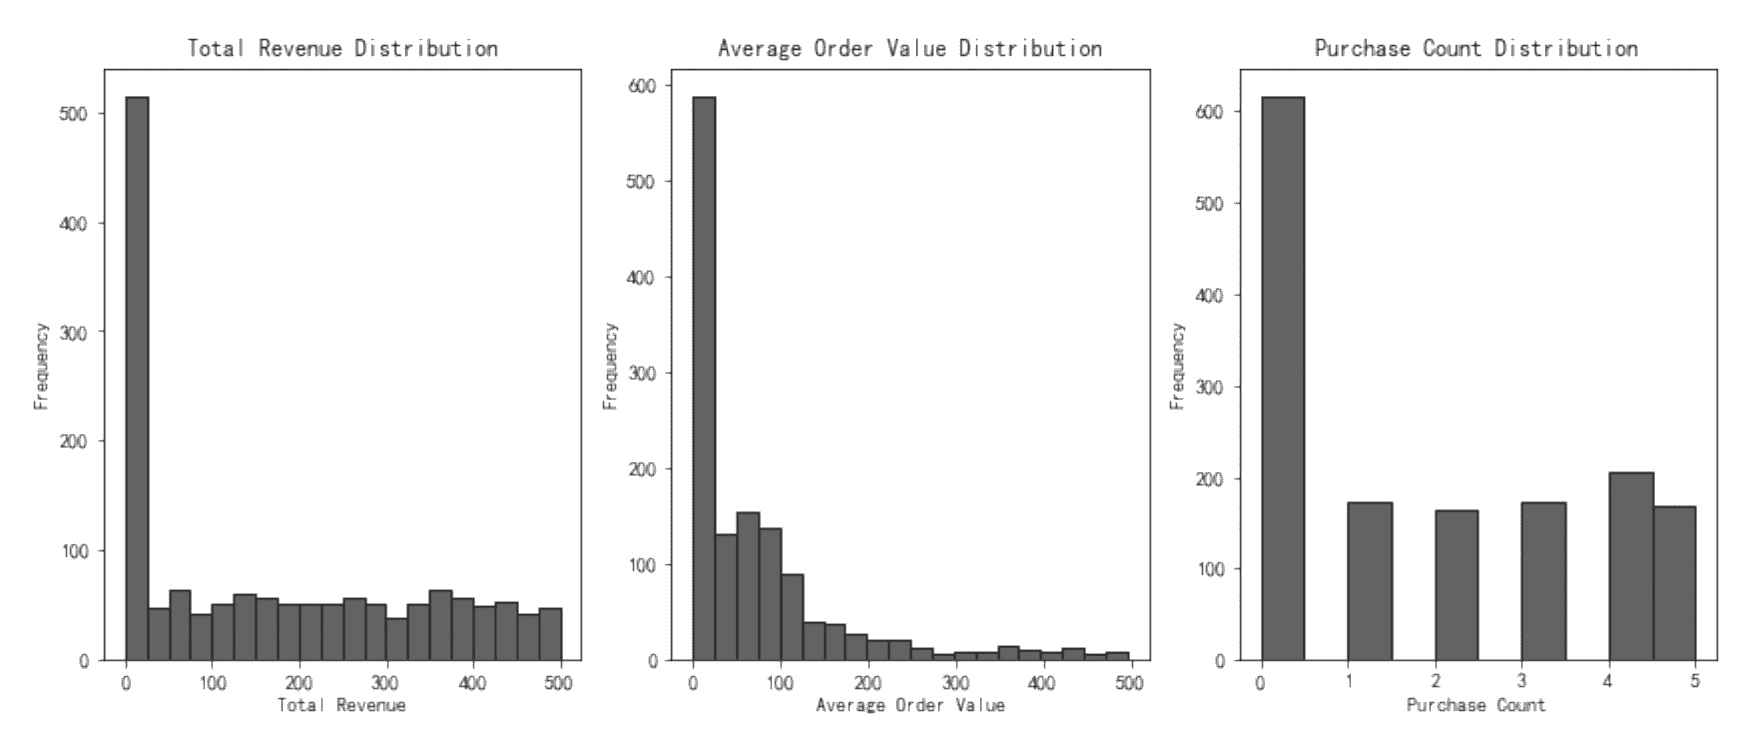 Total Revenue Distribution
Frequency
500
400
300
200
100
0
0 100 200 300 400 500
Total Revenue
Average Order Value Distribution
Frequency
600
500
400
300
200
100
0
0 100 200 300 400 500
Average Order Value
Purchase Count Distribution
Frequency
600
500
400
300
200
100
0
0 1 2 3 4 5
Purchase Count